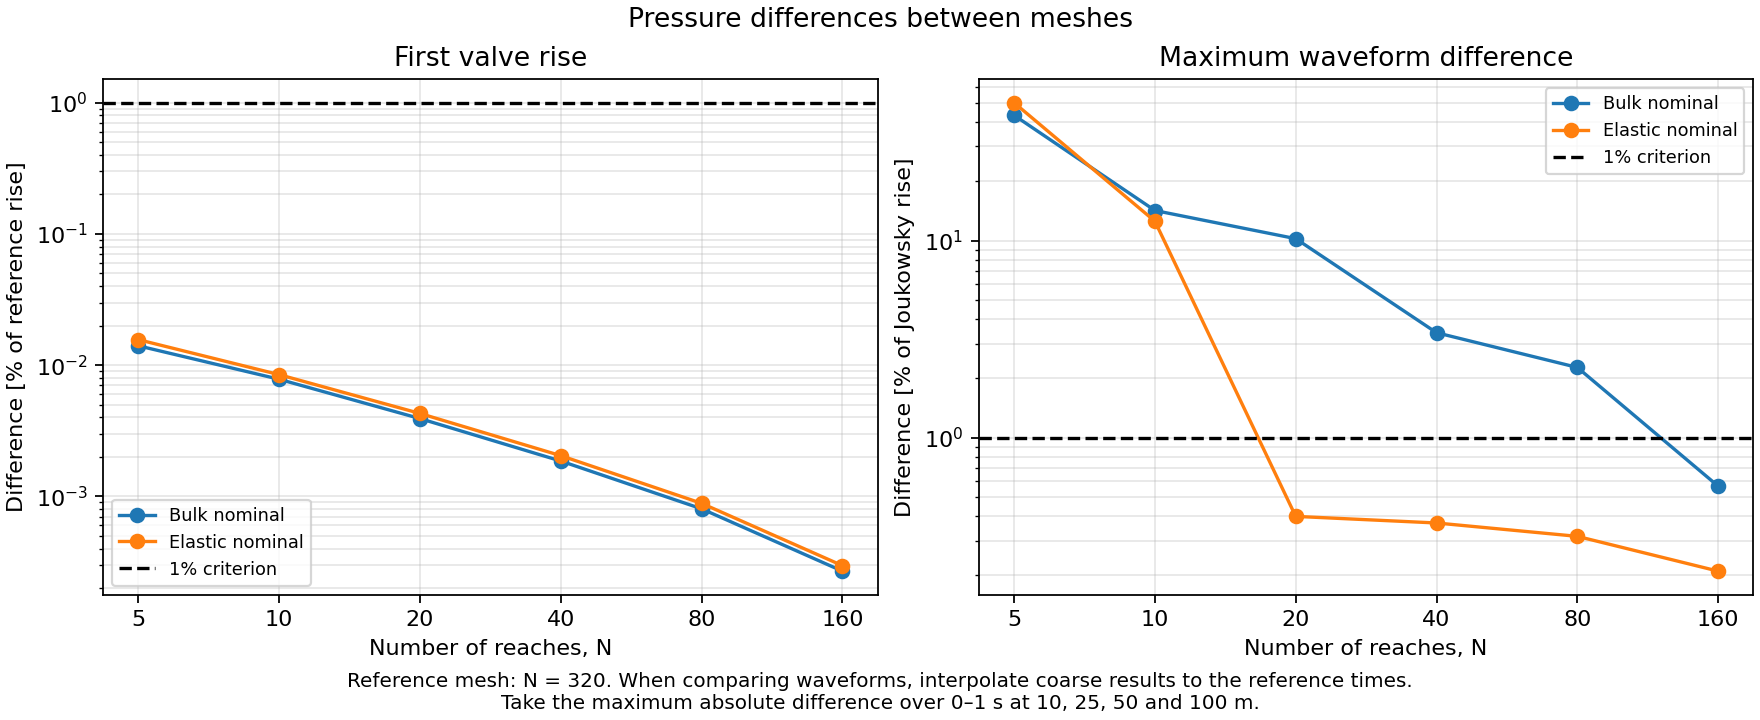 Pressure differences between meshes
First valve rise
Difference [% of reference rise]
10⁰
10⁻¹
10⁻²
10⁻³
Bulk nominal
Elastic nominal
1% criterion
5 10 20 40 80 160
Number of reaches, N
Maximum waveform difference
Difference [% of Joukowsky rise]
10¹
10⁰
Bulk nominal
Elastic nominal
1% criterion
5 10 20 40 80 160
Number of reaches, N
Reference mesh: N = 320. When comparing waveforms, interpolate coarse results to the reference times.
Take the maximum absolute difference over 0–1 s at 10, 25, 50 and 100 m.